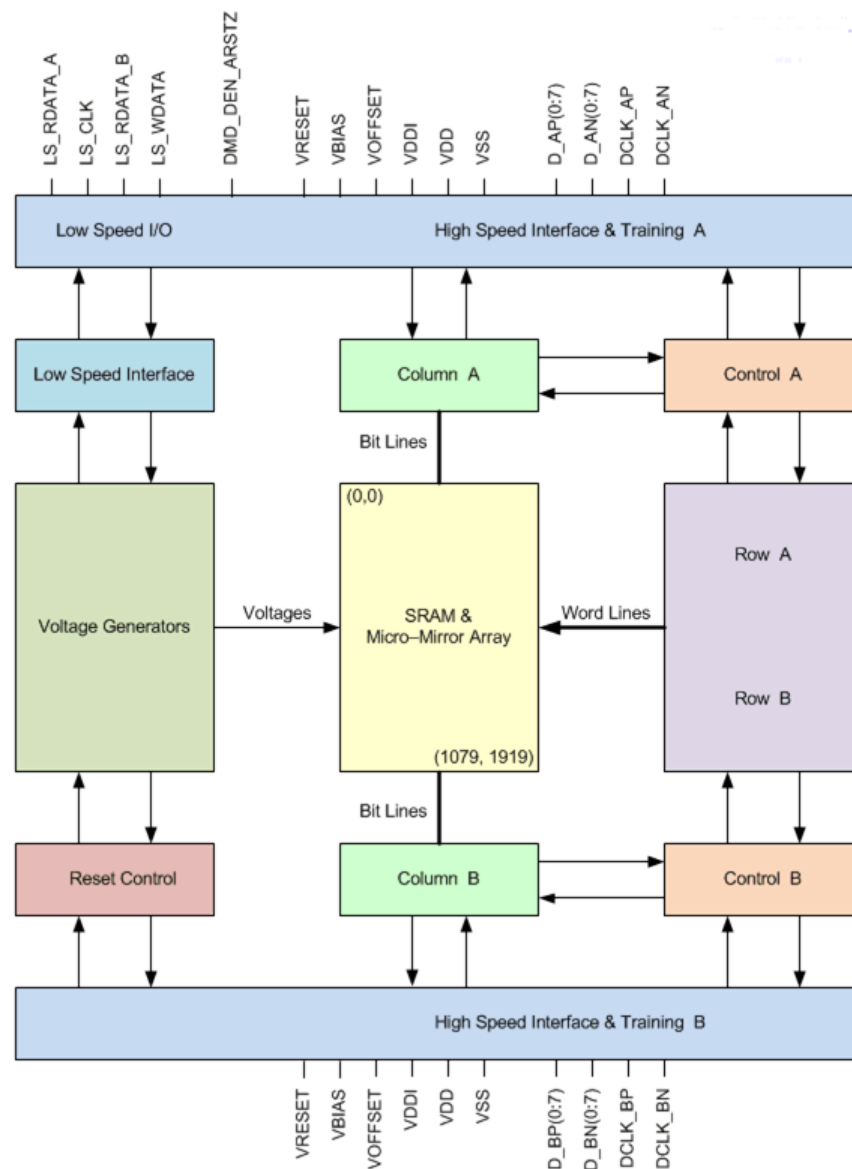 LS_RDATA_A
LS_CLK
LS_RDATA_B
LS_WDATA
DMD_DEN_ARSTZ
VRESET
VBIAS
VOFFSET
VDDI
VDD
VSS
D_AP(0:7)
D_AN(0:7)
DCLK_AP
DCLK_AN
Low Speed I/O
High Speed Interface & Training A
Low Speed Interface
Column A
Control A
Bit Lines
(0,0)
Voltage Generators
Voltages
SRAM &
Micro–Mirror Array
Word Lines
Row A
Row B
(1079, 1919)
Bit Lines
Reset Control
Column B
Control B
High Speed Interface & Training B
VRESET
VBIAS
VOFFSET
VDDI
VDD
VSS
D_BP(0:7)
D_BN(0:7)
DCLK_BP
DCLK_BN